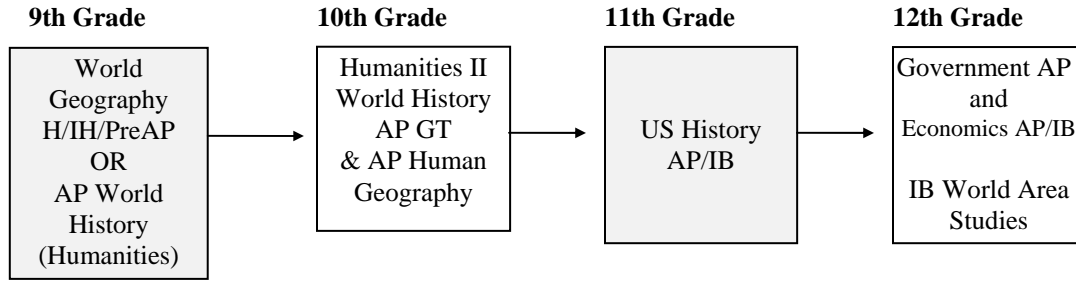 9th Grade
World
Geography
H/IH/PreAP
OR
AP World
History
(Humanities)
10th Grade
Humanities II
World History
AP GT
& AP Human
Geography
11th Grade
US History
AP/IB
12th Grade
Government AP
and
Economics AP/IB
IB World Area
Studies